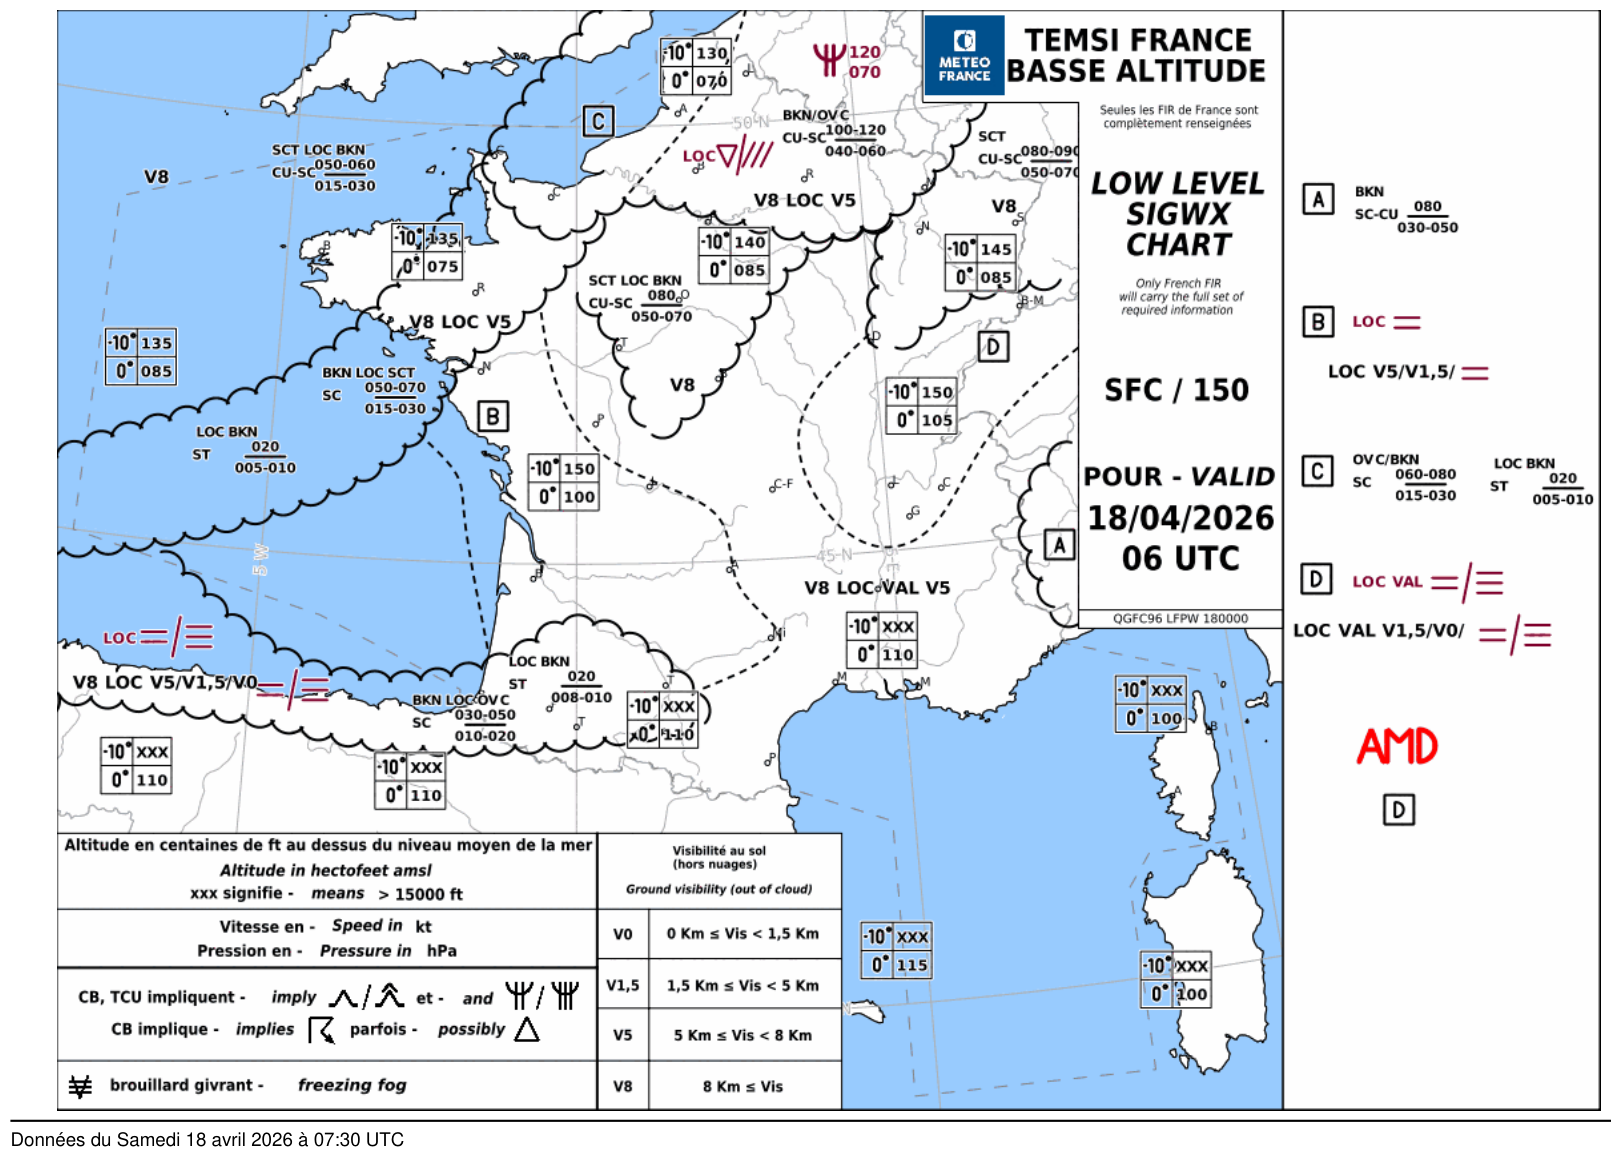 METEO
FRANCE
TEMSI FRANCE
BASSE ALTITUDE
Seules les FIR de France sont
complètement renseignées
LOW LEVEL
SIGWX
CHART
Only French FIR
will carry the full set of
required information
SFC / 150
POUR - VALID
18/04/2026
06 UTC
QGFC96 LFPW 180000
-10° 130
0° 070
120
070
C
50 N
BKN/OVC
CU-SC 100-120
040-060
LOC
V8 LOC V5
SCT
CU-SC 080-090
050-070
V8
SCT LOC BKN
CU-SC 050-060
015-030
V8
-10° 135
0° 075
-10° 140
0° 085
-10° 145
0° 085
SCT LOC BKN
CU-SC 080
050-070
V8 LOC V5
V8
D
-10° 135
0° 085
BKN LOC SCT
SC 050-070
015-030
B
-10° 150
0° 105
LOC BKN
ST 020
005-010
-10° 150
0° 100
A
5 W
45 N
V8 LOC VAL V5
-10° XXX
0° 110
LOC
V8 LOC V5/V1,5/V0
LOC BKN
ST 020
008-010
BKN LOC OVC
SC 030-050
010-020
-10° XXX
0° 110
-10° XXX
0° 100
-10° XXX
0° 110
-10° XXX
0° 110
-10° XXX
0° 115
-10° XXX
0° 100
A
BKN
SC-CU 080
030-050
B
LOC
LOC V5/V1,5/
C
OVC/BKN
SC 060-080
015-030
LOC BKN
ST 020
005-010
D
LOC VAL
LOC VAL V1,5/V0/
AMD
D
Altitude en centaines de ft au dessus du niveau moyen de la mer
Altitude in hectofeet amsl
xxx signifie - means > 15000 ft
Vitesse en - Speed in kt
Pression en - Pressure in hPa
CB, TCU impliquent - imply / et - and /
CB implique - implies parfois - possibly
brouillard givrant - freezing fog
Visibilité au sol
(hors nuages)
Ground visibility (out of cloud)
V0 0 Km ≤ Vis < 1,5 Km
V1,5 1,5 Km ≤ Vis < 5 Km
V5 5 Km ≤ Vis < 8 Km
V8 8 Km ≤ Vis
Données du Samedi 18 avril 2026 à 07:30 UTC